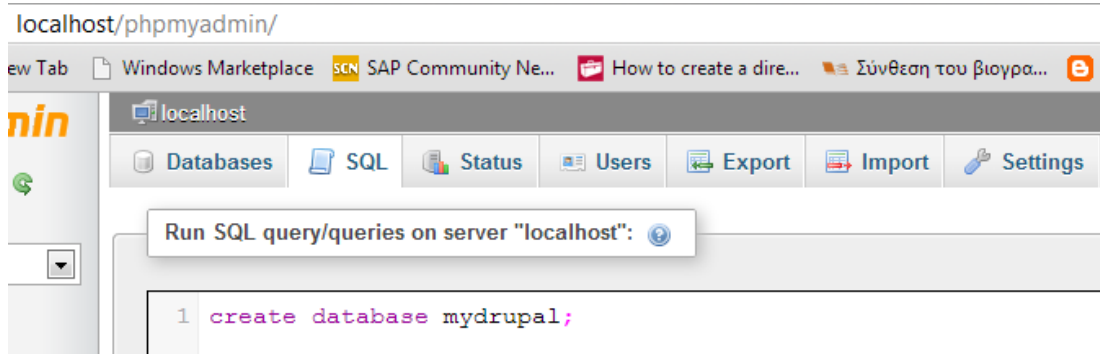 localhost/phpmyadmin/
ew Tab Windows Marketplace SCN SAP Community Ne... How to create a dire... Σύνθεση του βιογρα...
min
localhost
Databases SQL Status Users Export Import Settings
Run SQL query/queries on server "localhost":
1 create database mydrupal;